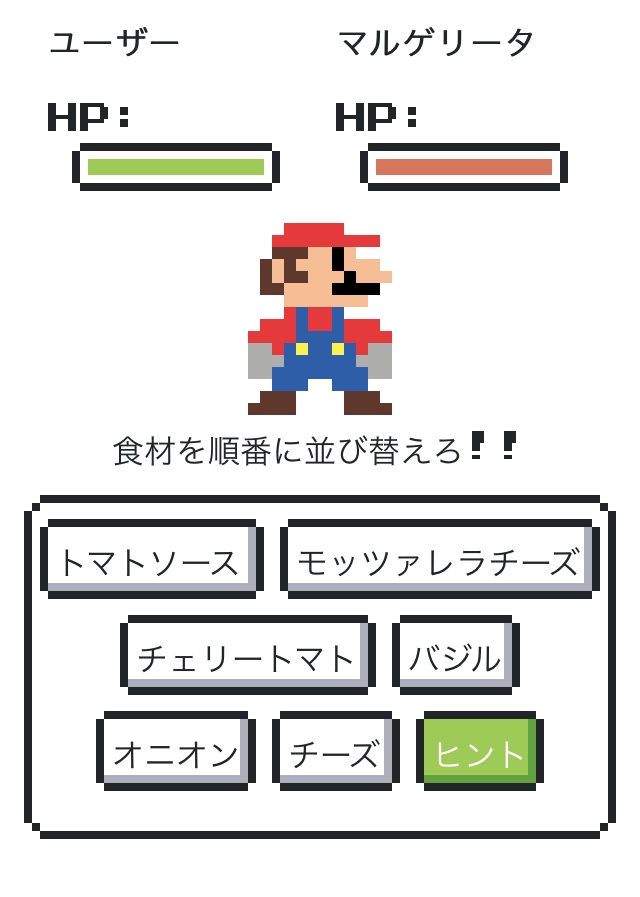 ユーザー マルゲリータ
HP: HP:
食材を順番に並び替えろ!!
トマトソース モッツァレラチーズ
チェリートマト バジル
オニオン チーズ ヒント